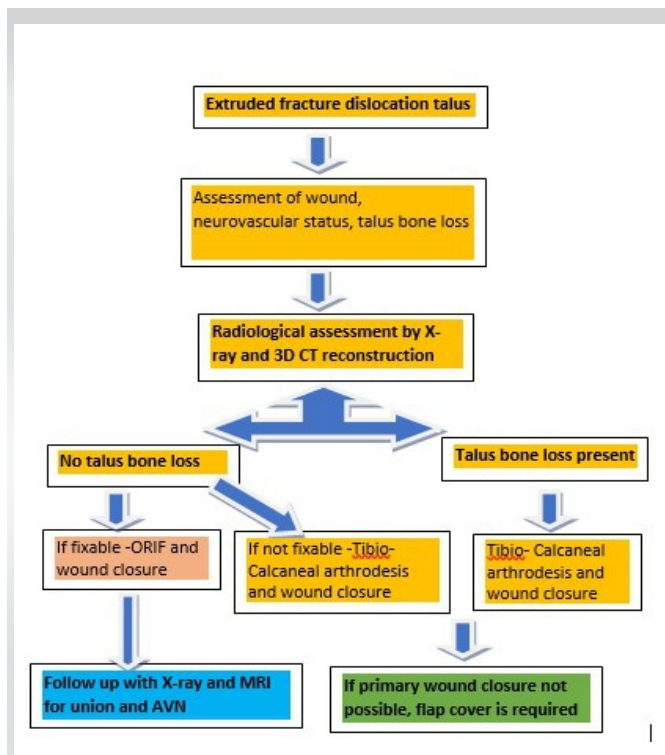 Extruded fracture dislocation talus
Assessment of wound,
neurovascular status, talus bone loss
Radiological assessment by X-
ray and 3D CT reconstruction
No talus bone loss
Talus bone loss present
If fixable -ORIF and
wound closure
If not fixable -Tibio-
Calcaneal arthrodesis
and wound closure
Tibio- Calcaneal
arthrodesis and
wound closure
Follow up with X-ray and MRI
for union and AVN
If primary wound closure not
possible, flap cover is required